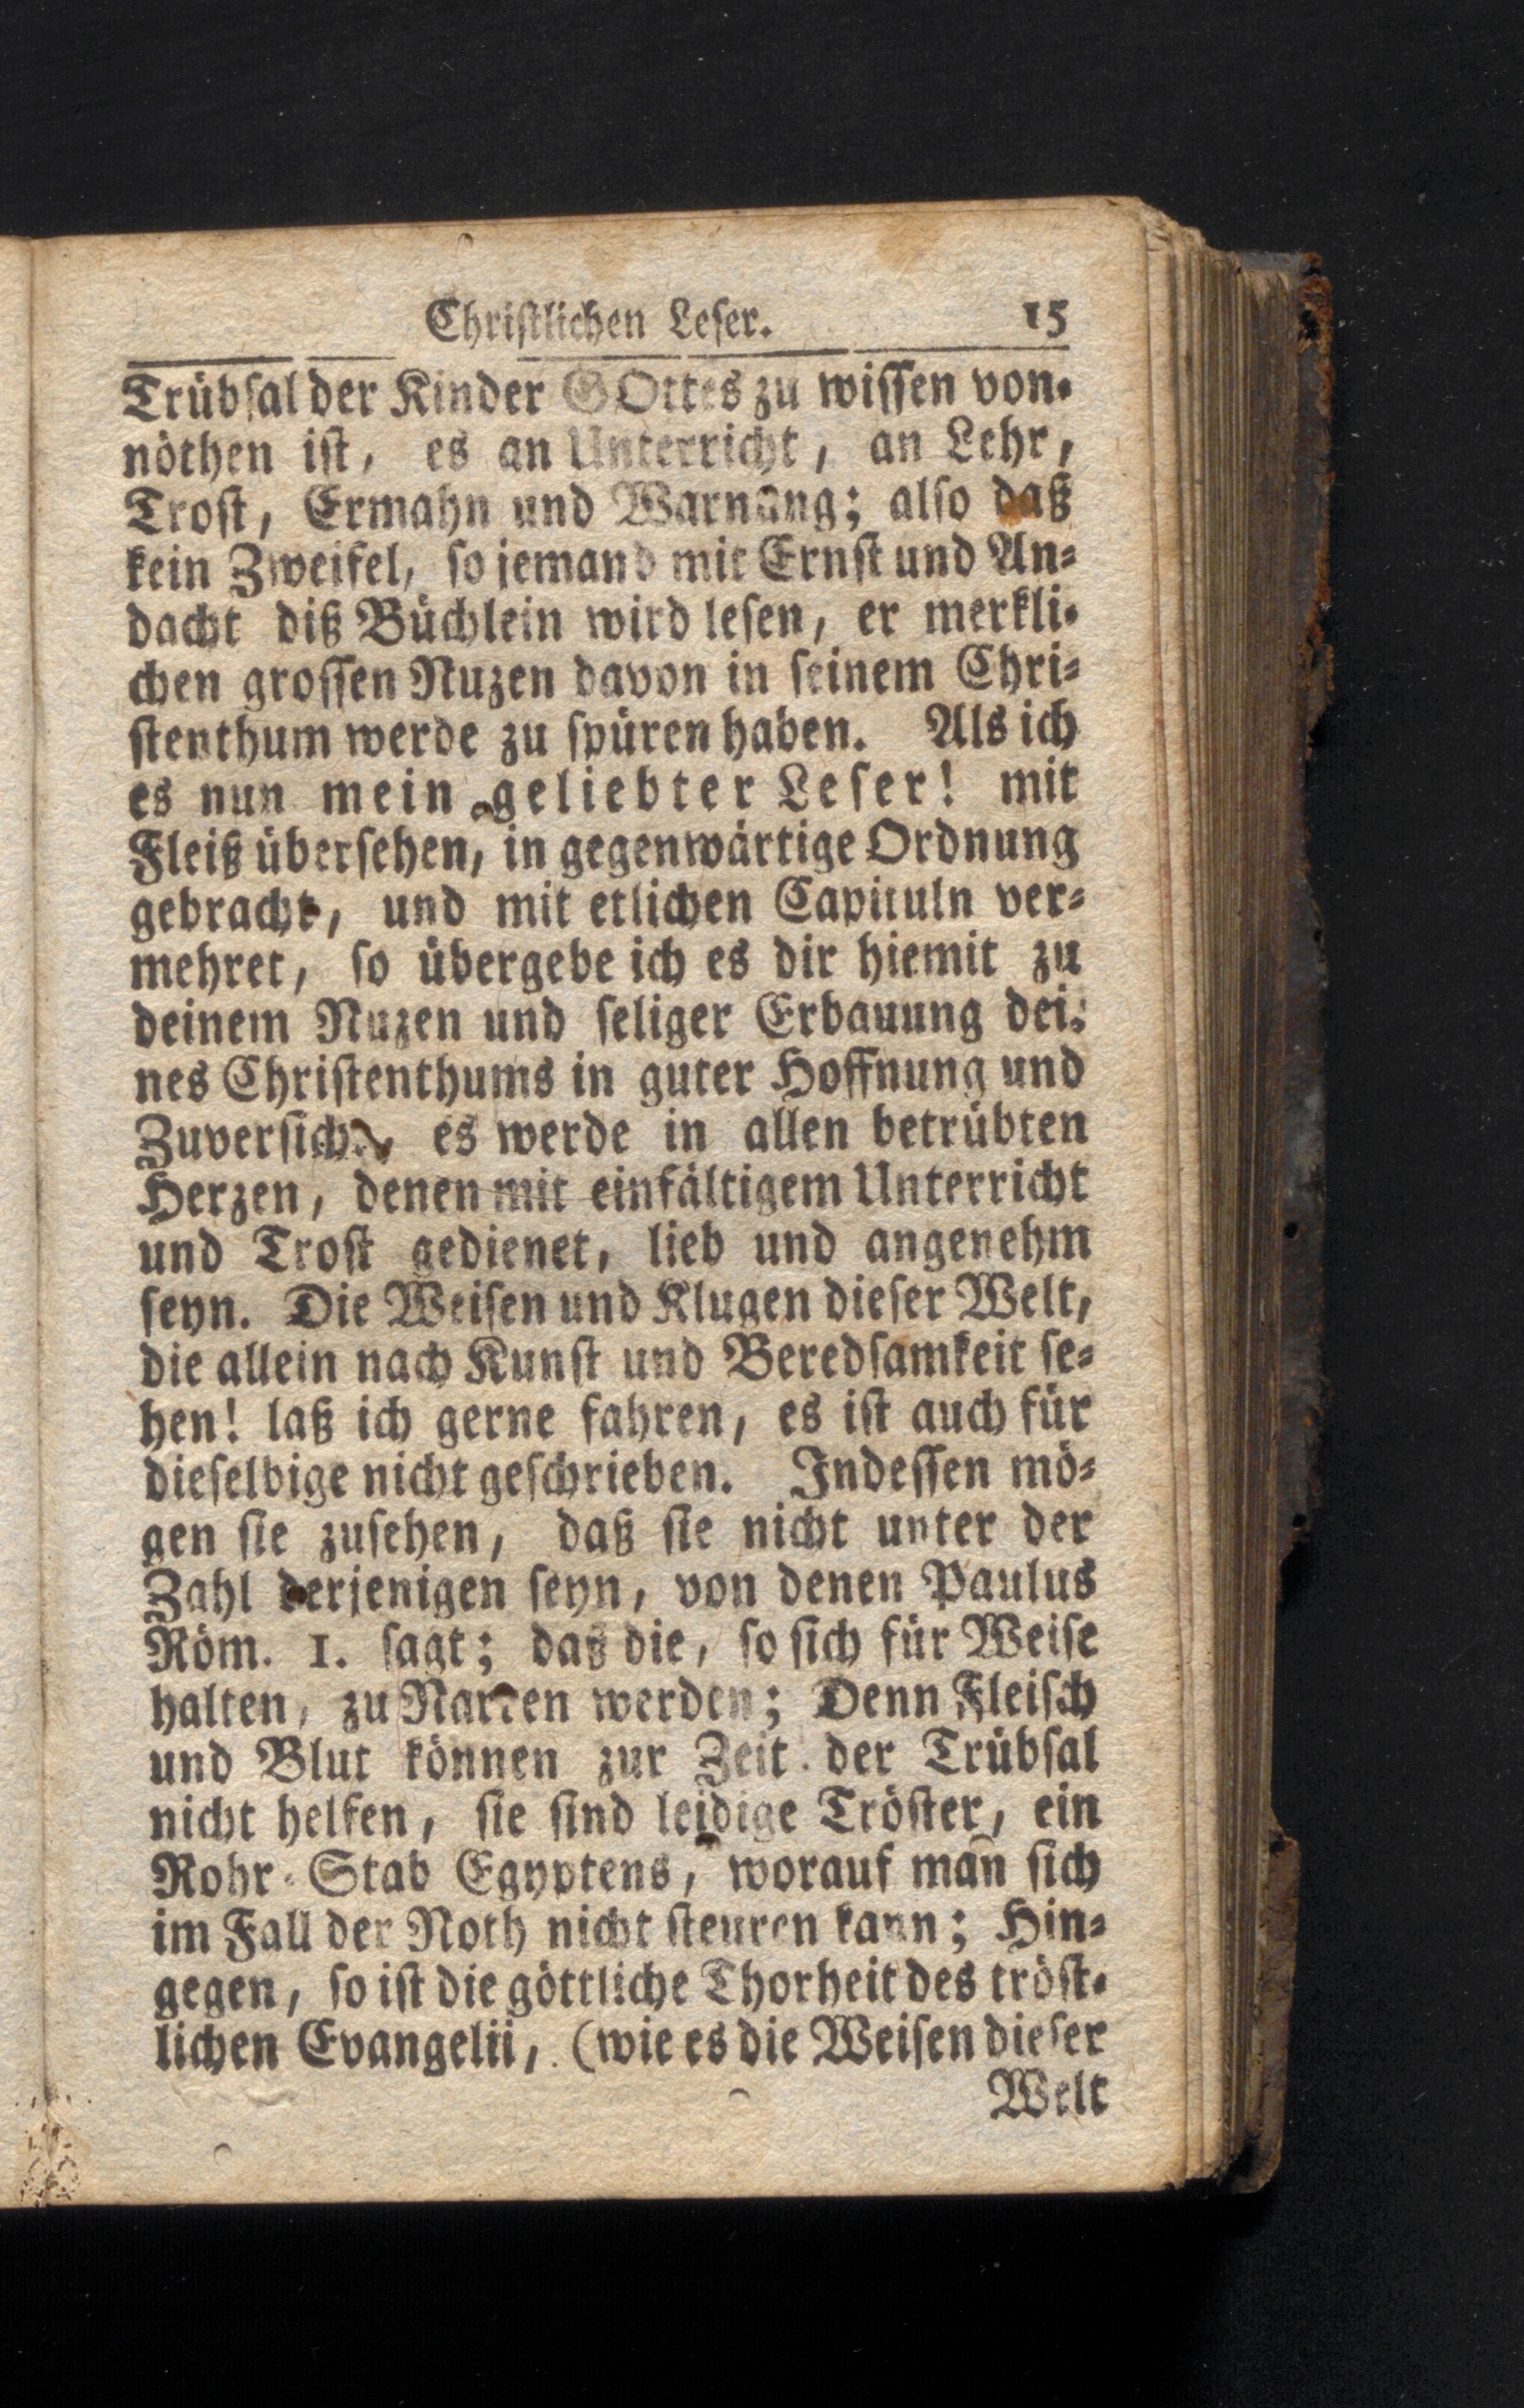 Christlichen Leser. 15
Trübsal der Kinder GOttes zu wissen von-
nöthen ist, es an Unterricht, an Lehr,
Trost, Ermahn und Warnung; also daß
kein Zweifel, so jemand mit Ernst und An-
dacht diß Büchlein wird lesen, er merkli-
chen grossen Nuzen davon in seinem Chri-
stenthum werde zu spüren haben. Als ich
es nun mein geliebter Leser! mit
Fleiß übersehen, in gegenwärtige Ordnung
gebracht, und mit etlichen Capituln ver-
mehret, so übergebe ich es dir hiemit zu
deinem Nuzen und seliger Erbauung dei-
nes Christenthums in guter Hoffnung und
Zuversicht, es werde in allen betrübten
Herzen, denen mit einfältigem Unterricht
und Trost gedienet, lieb und angenehm
seyn. Die Weisen und Klugen dieser Welt,
die allein nach Kunst und Beredsamkeit se-
hen! laß ich gerne fahren, es ist auch für
dieselbige nicht geschrieben. Indessen mö-
gen sie zusehen, daß sie nicht unter der
Zahl derjenigen seyn, von denen Paulus
Röm. 1. sagt; daß die, so sich für Weise
halten, zu Narren werden; Denn Fleisch
und Blut können zur Zeit der Trübsal
nicht helfen, sie sind leidige Tröster, ein
Rohr-Stab Egyptens, worauf man̄ sich
im Fall der Noth nicht steuren kann; Hin-
gegen, so ist die göttliche Thorheit des tröst-
lichen Evangelii, (wie es die Weisen dieser
Welt